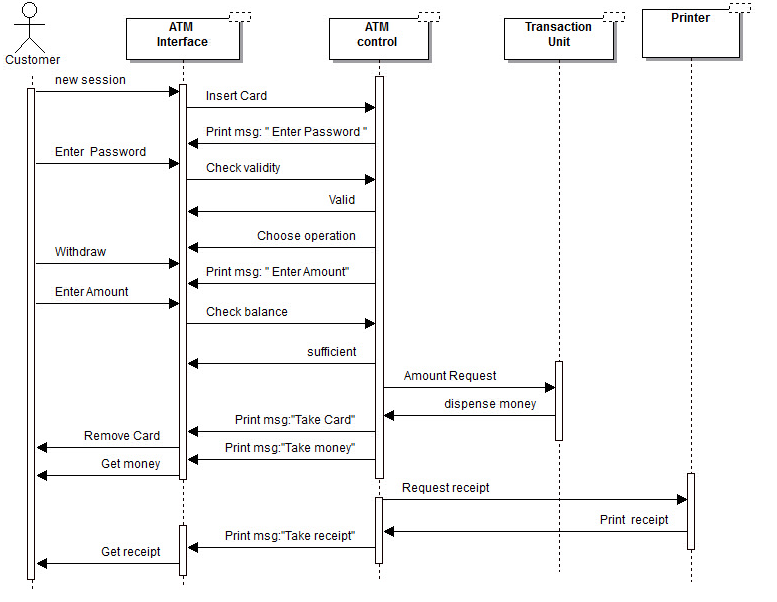 Customer
ATM
Interface
ATM
control
Transaction
Unit
Printer
new session
Insert Card
Print msg: " Enter Password "
Enter Password
Check validity
Valid
Choose operation
Withdraw
Print msg: " Enter Amount"
Enter Amount
Check balance
sufficient
Amount Request
dispense money
Print msg:"Take Card"
Remove Card
Print msg:"Take money"
Get money
Request receipt
Print receipt
Print msg:"Take receipt"
Get receipt